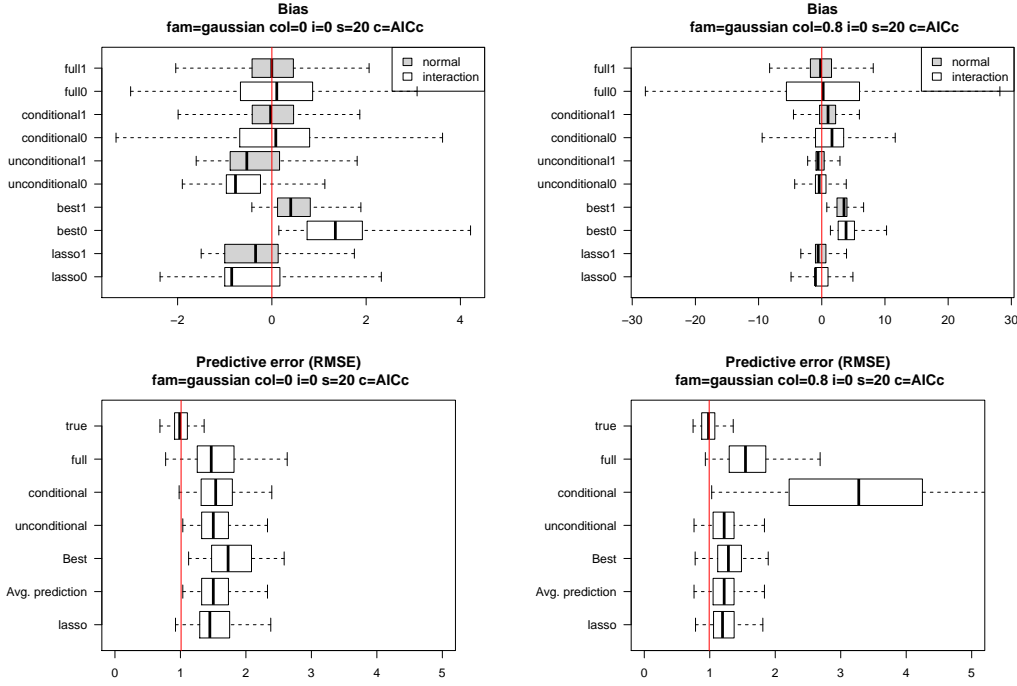 Bias
fam=gaussian col=0 i=0 s=20 c=AICc
normal
interaction
full1
full0
conditional1
conditional0
unconditional1
unconditional0
best1
best0
lasso1
lasso0
−2 0 2 4
Bias
fam=gaussian col=0.8 i=0 s=20 c=AICc
normal
interaction
full1
full0
conditional1
conditional0
unconditional1
unconditional0
best1
best0
lasso1
lasso0
−30 −20 −10 0 10 20 30
Predictive error (RMSE)
fam=gaussian col=0 i=0 s=20 c=AICc
true
full
conditional
unconditional
Best
Avg. prediction
lasso
0 1 2 3 4 5
Predictive error (RMSE)
fam=gaussian col=0.8 i=0 s=20 c=AICc
true
full
conditional
unconditional
Best
Avg. prediction
lasso
0 1 2 3 4 5